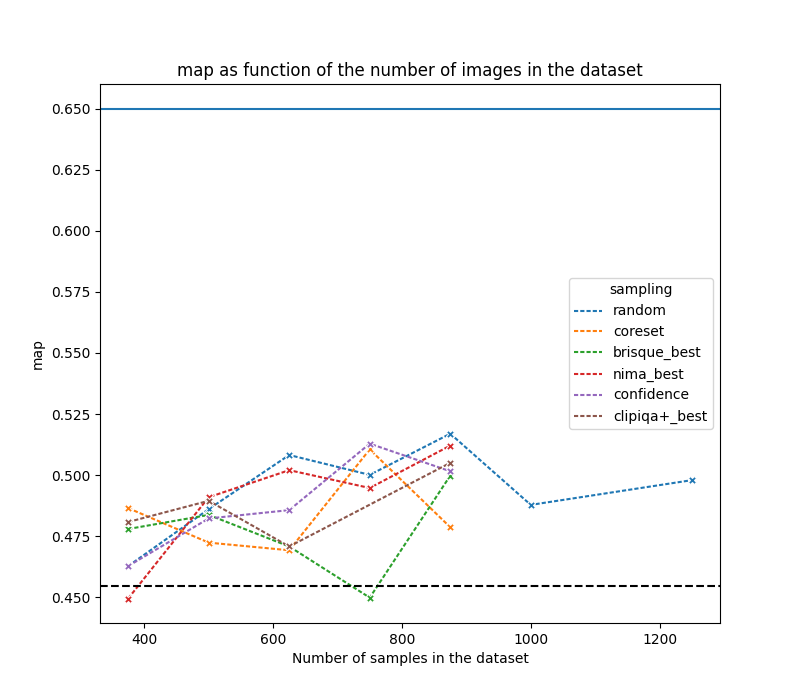 map as function of the number of images in the dataset
0.650
0.625
0.600
0.575
0.550
0.525
0.500
0.475
0.450
map
sampling
random
coreset
brisque_best
nima_best
confidence
clipiqa+_best
400
600
800
1000
1200
Number of samples in the dataset